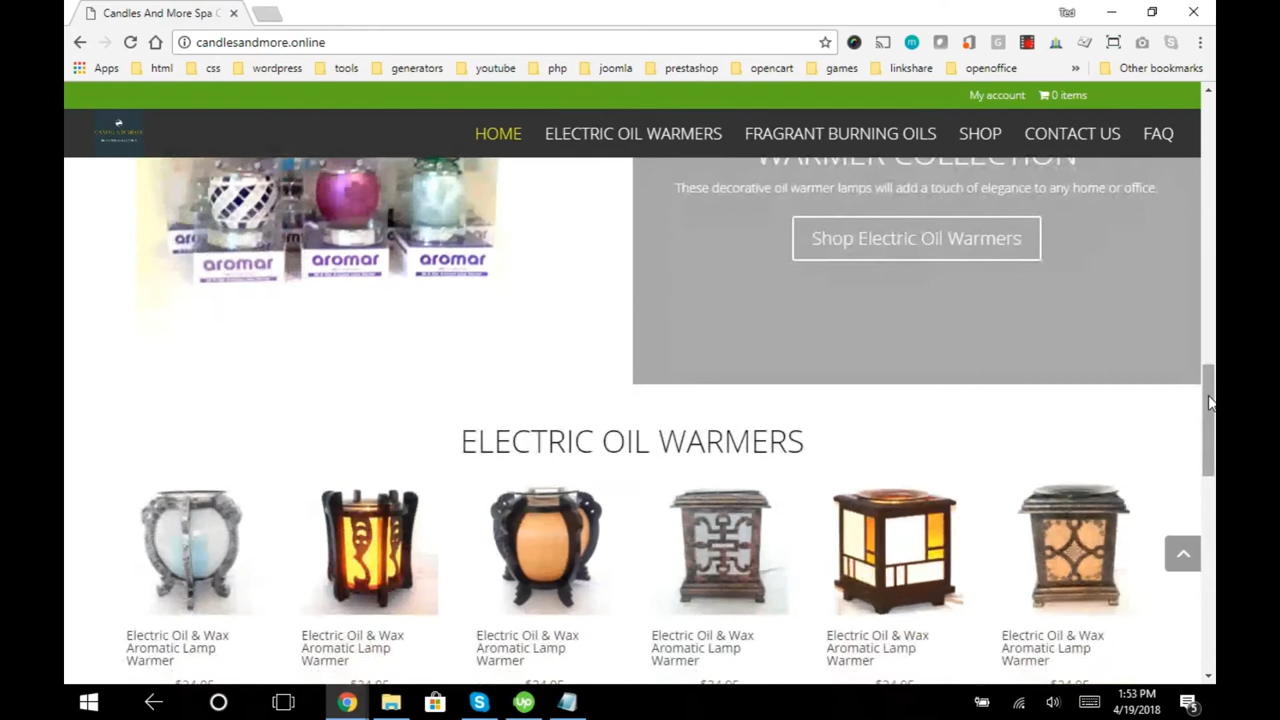 Candles And More Spa C
Ted
candlesandmore.online
Apps html css wordpress tools generators youtube php joomla prestashop opencart games linkshare openoffice » Other bookmarks
My account 0 items
HOME ELECTRIC OIL WARMERS FRAGRANT BURNING OILS SHOP CONTACT US FAQ
WARMER COLLECTION
These decorative oil warmer lamps will add a touch of elegance to any home or office.
Shop Electric Oil Warmers
aromar aromar aromar
ELECTRIC OIL WARMERS
Electric Oil & Wax
Aromatic Lamp
Warmer
Electric Oil & Wax
Aromatic Lamp
Warmer
Electric Oil & Wax
Aromatic Lamp
Warmer
Electric Oil & Wax
Aromatic Lamp
Warmer
Electric Oil & Wax
Aromatic Lamp
Warmer
Electric Oil & Wax
Aromatic Lamp
Warmer
1:53 PM
4/19/2018
5